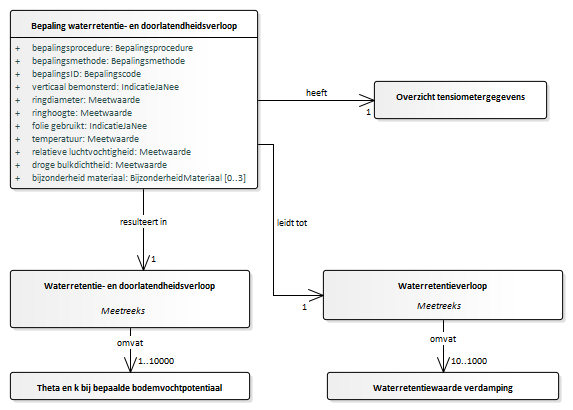 Bepaling waterretentie- en doorlatendheidsverloop
+ bepalingsprocedure: Bepalingsprocedure
+ bepalingsmethode: Bepalingsmethode
+ bepalingsID: Bepalingscode
+ verticaal bemonsterd: IndicatieJaNee
+ ringdiameter: Meetwaarde
+ ringhoogte: Meetwaarde
+ folie gebruikt: IndicatieJaNee
+ temperatuur: Meetwaarde
+ relatieve luchtvochtigheid: Meetwaarde
+ droge bulkdichtheid: Meetwaarde
+ bijzonderheid materiaal: BijzonderheidMateriaal [0..3]
heeft
1
Overzicht tensiometergegevens
resulteert in
1
leidt tot
1
Waterretentie- en doorlatendheidsverloop
Meetreeks
Waterretentieverloop
Meetreeks
omvat
1..10000
omvat
10..1000
Theta en k bij bepaalde bodemvochtpotentiaal
Waterretentiewaarde verdamping